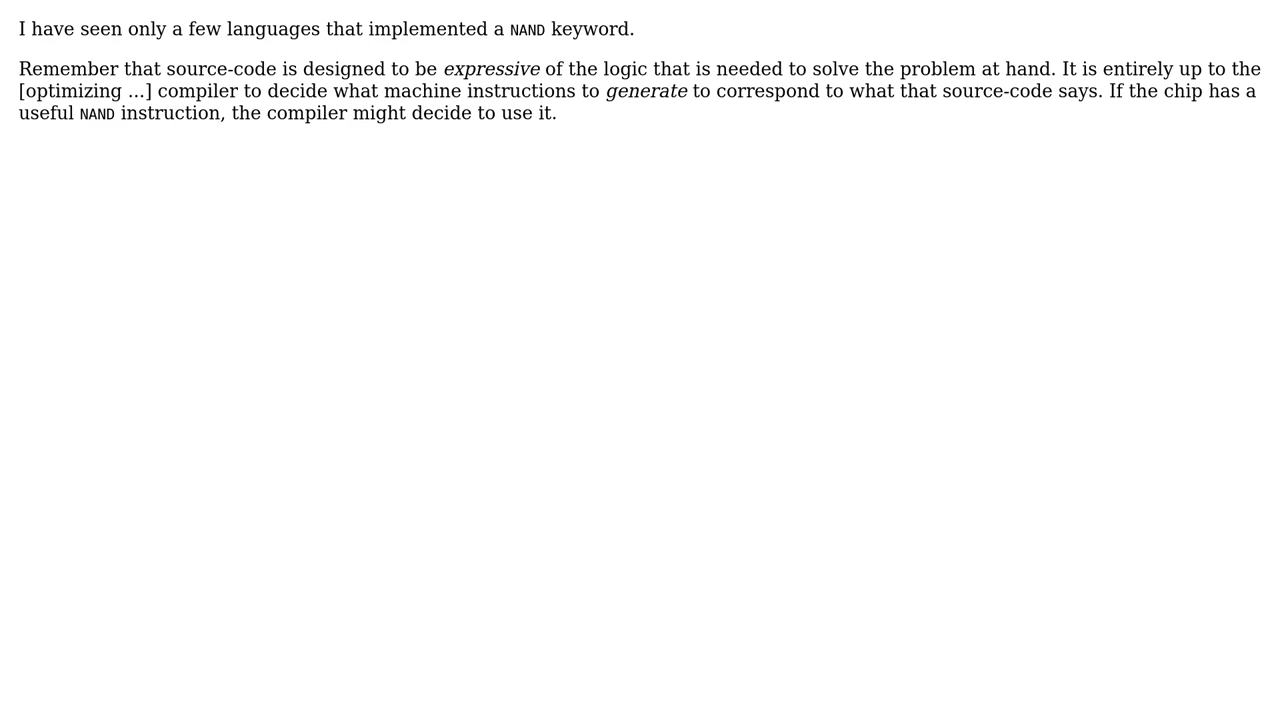 I have seen only a few languages that implemented a NAND keyword.
Remember that source-code is designed to be expressive of the logic that is needed to solve the problem at hand. It is entirely up to the
[optimizing ...] compiler to decide what machine instructions to generate to correspond to what that source-code says. If the chip has a
useful NAND instruction, the compiler might decide to use it.